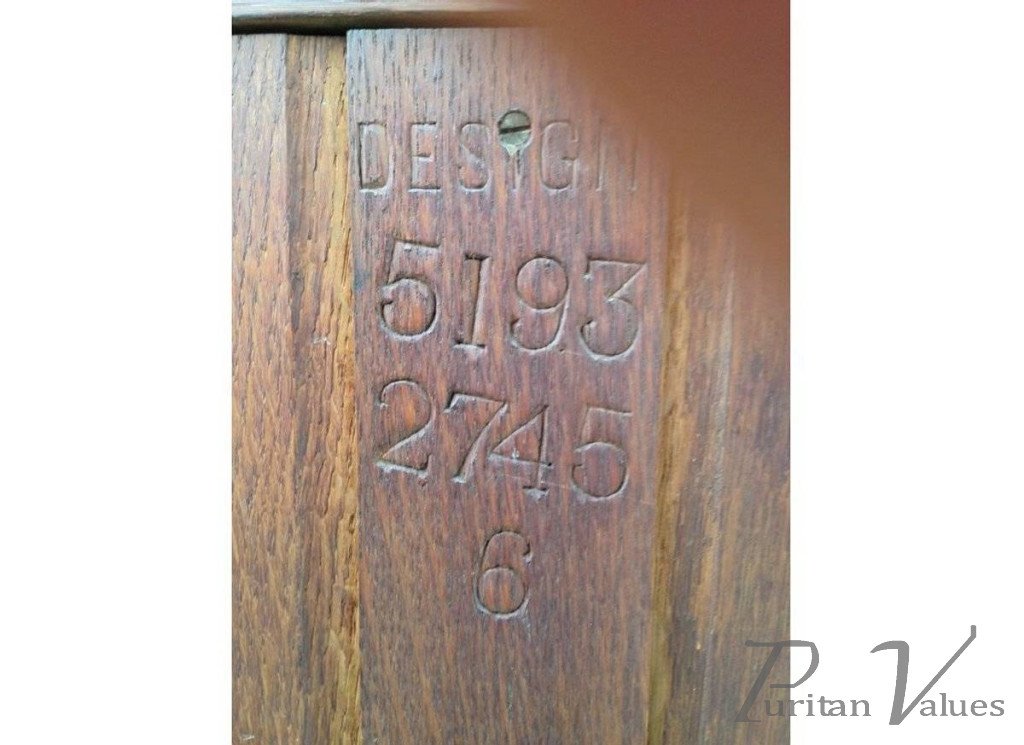 DESIGN
5193
2745
6
Puritan Values